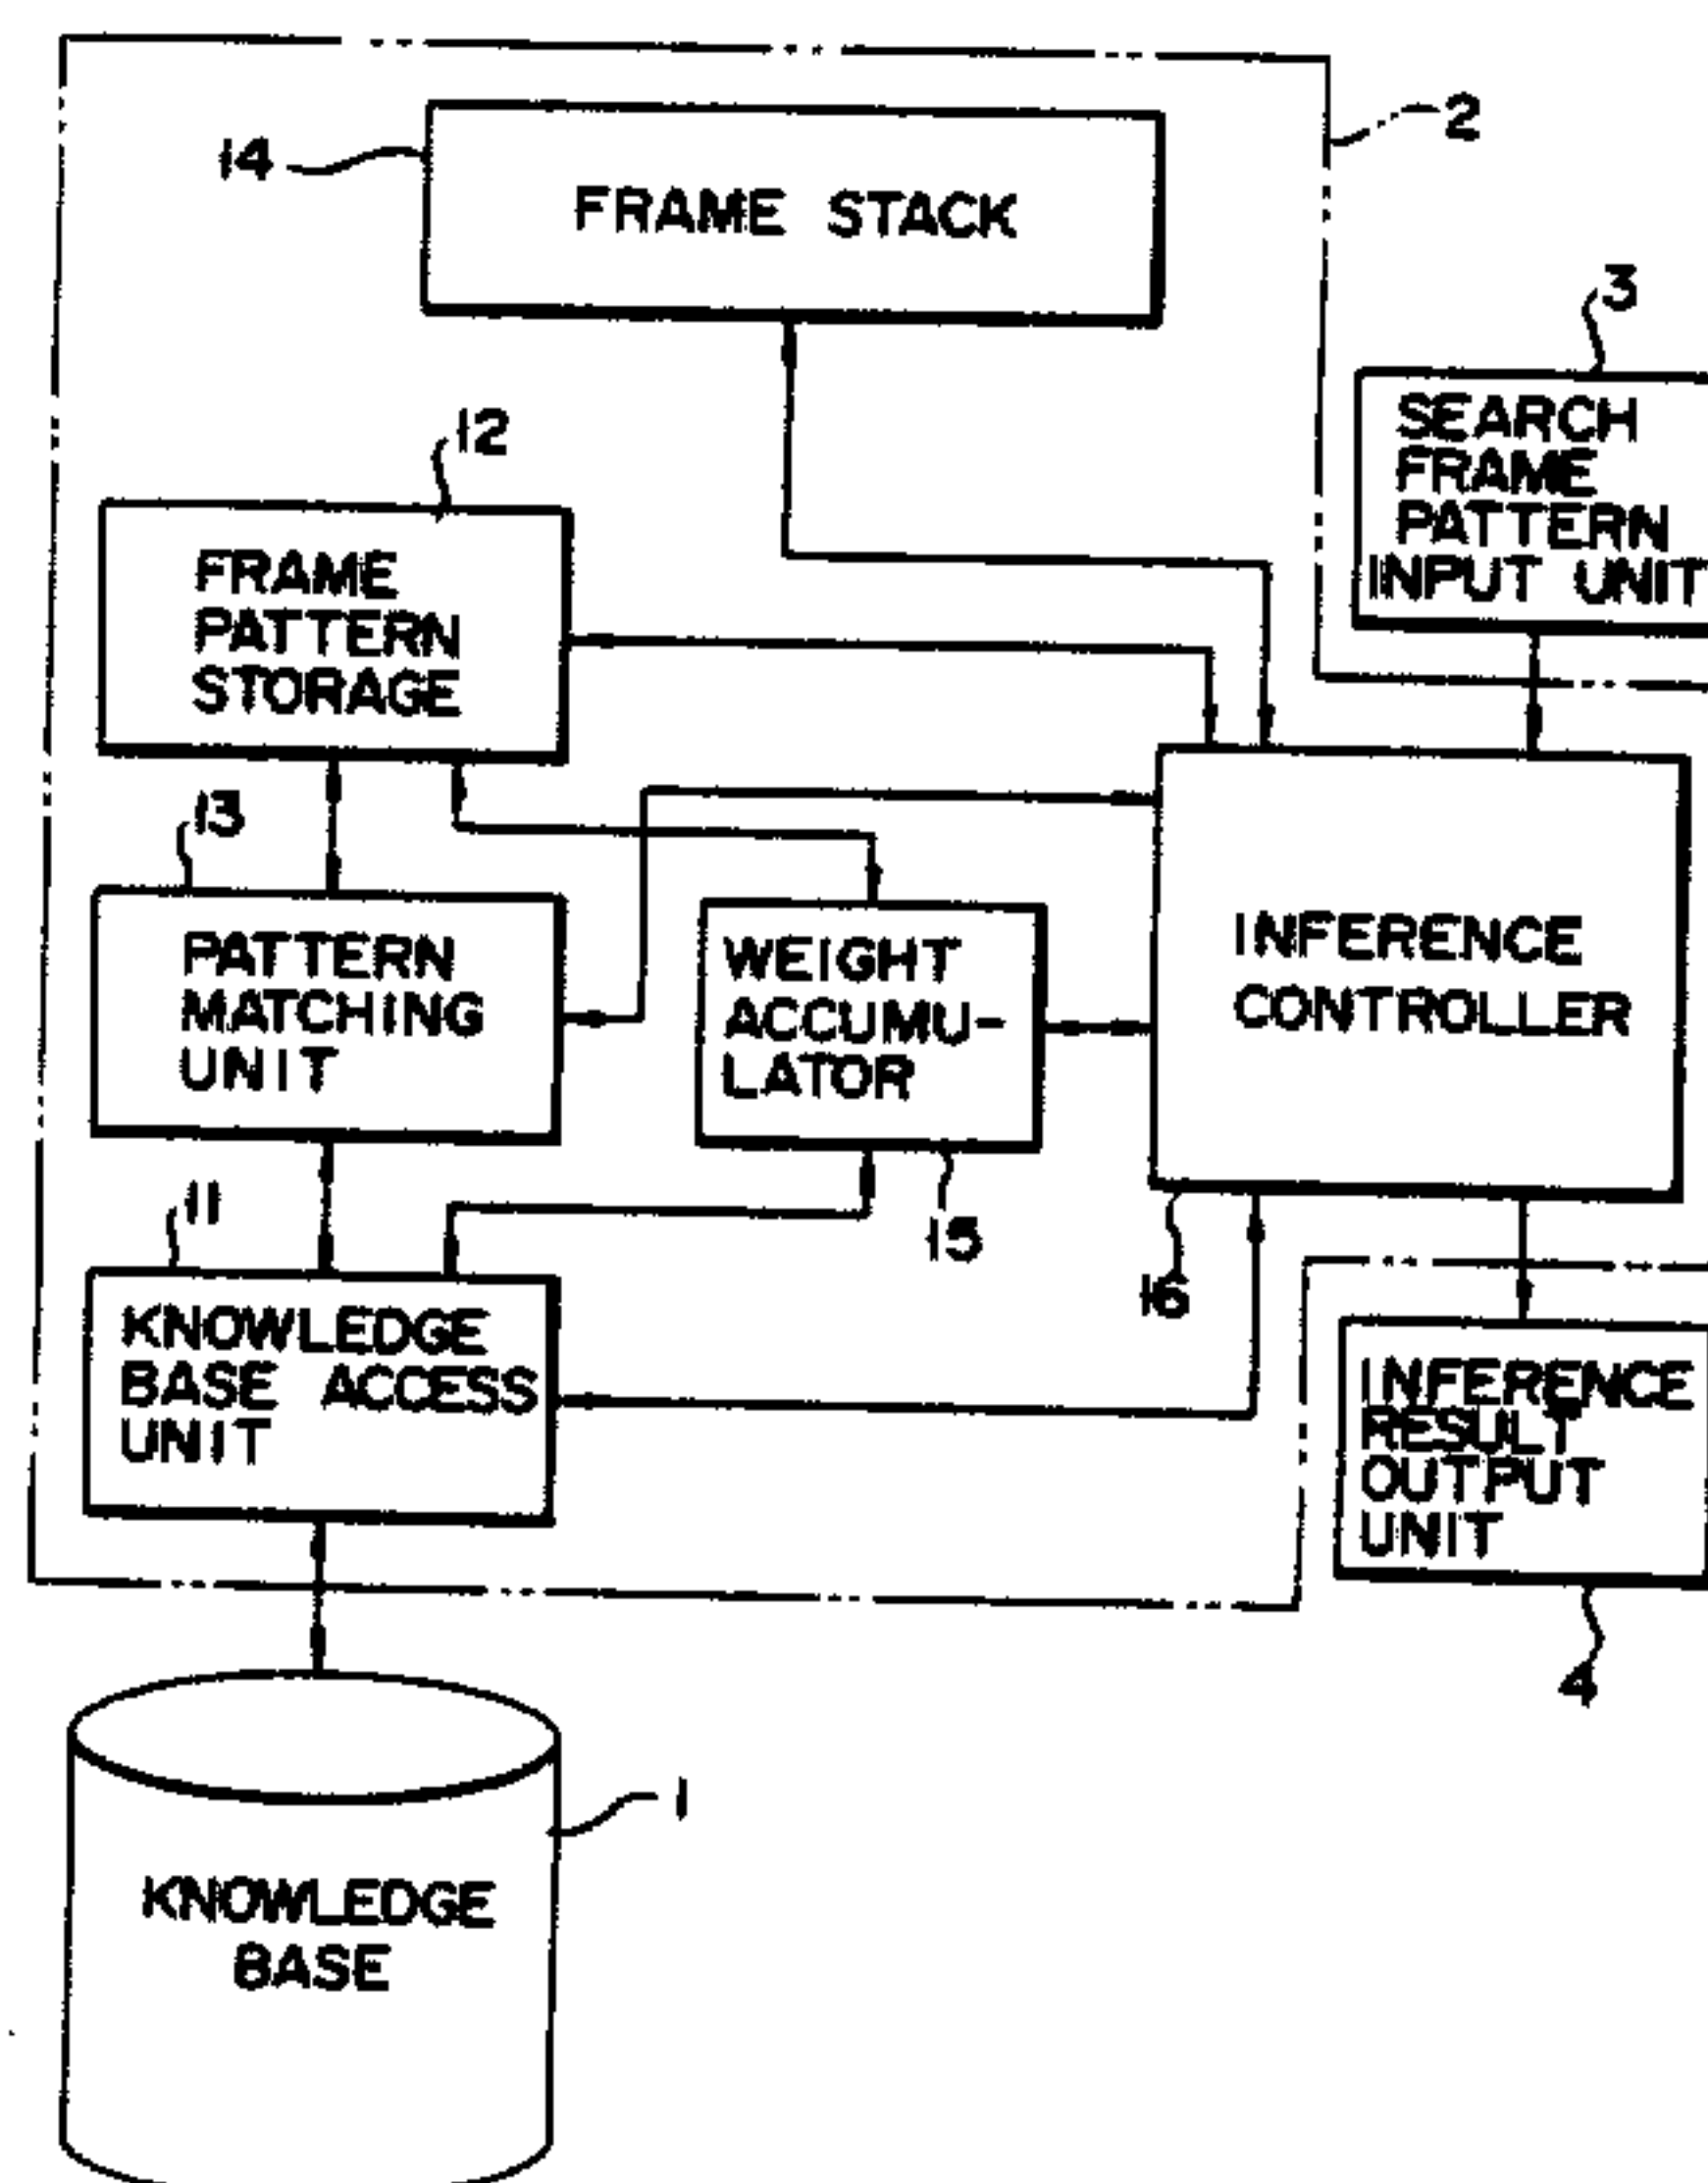 2
14
FRAME STACK
3
SEARCH
FRAME
PATTERN
INPUT UNIT
12
FRAME
PATTERN
STORAGE
13
PATTERN
MATCHING
UNIT
WEIGHT
ACCUMU-
LATOR
15
INFERENCE
CONTROLLER
16
11
KNOWLEDGE
BASE ACCESS
UNIT
INFERENCE
RESULT
OUTPUT
UNIT
4
1
KNOWLEDGE
BASE